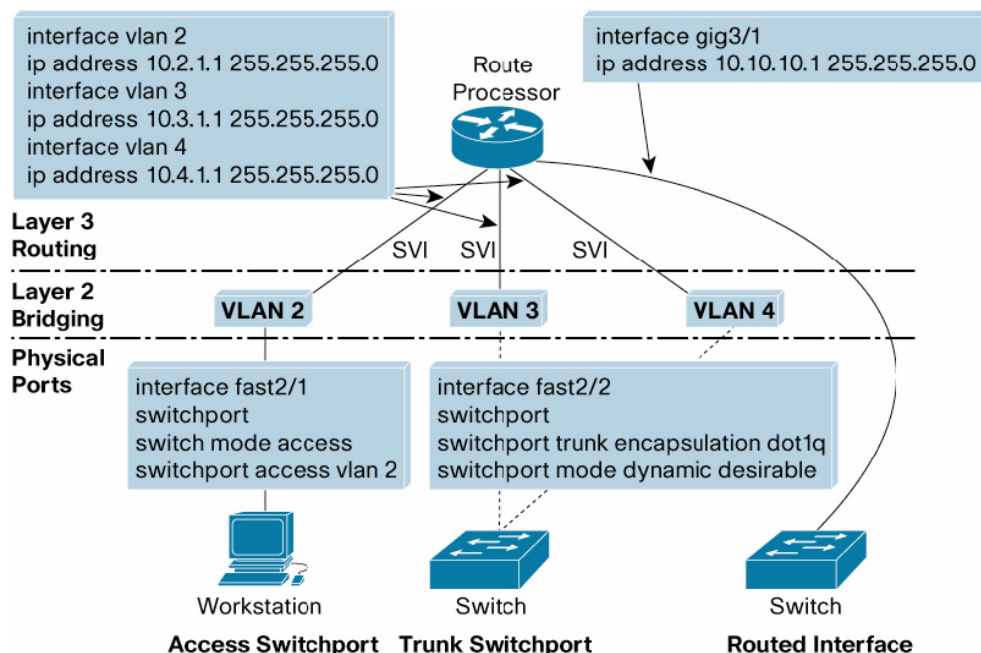 interface vlan 2
ip address 10.2.1.1 255.255.255.0
interface vlan 3
ip address 10.3.1.1 255.255.255.0
interface vlan 4
ip address 10.4.1.1 255.255.255.0
Route
Processor
interface gig3/1
ip address 10.10.10.1 255.255.255.0
Layer 3
Routing
SVI
SVI
SVI
Layer 2
Bridging
VLAN 2
VLAN 3
VLAN 4
Physical
Ports
interface fast2/1
switchport
switch mode access
switchport access vlan 2
interface fast2/2
switchport
switchport trunk encapsulation dot1q
switchport mode dynamic desirable
Workstation
Switch
Switch
Access Switchport
Trunk Switchport
Routed Interface